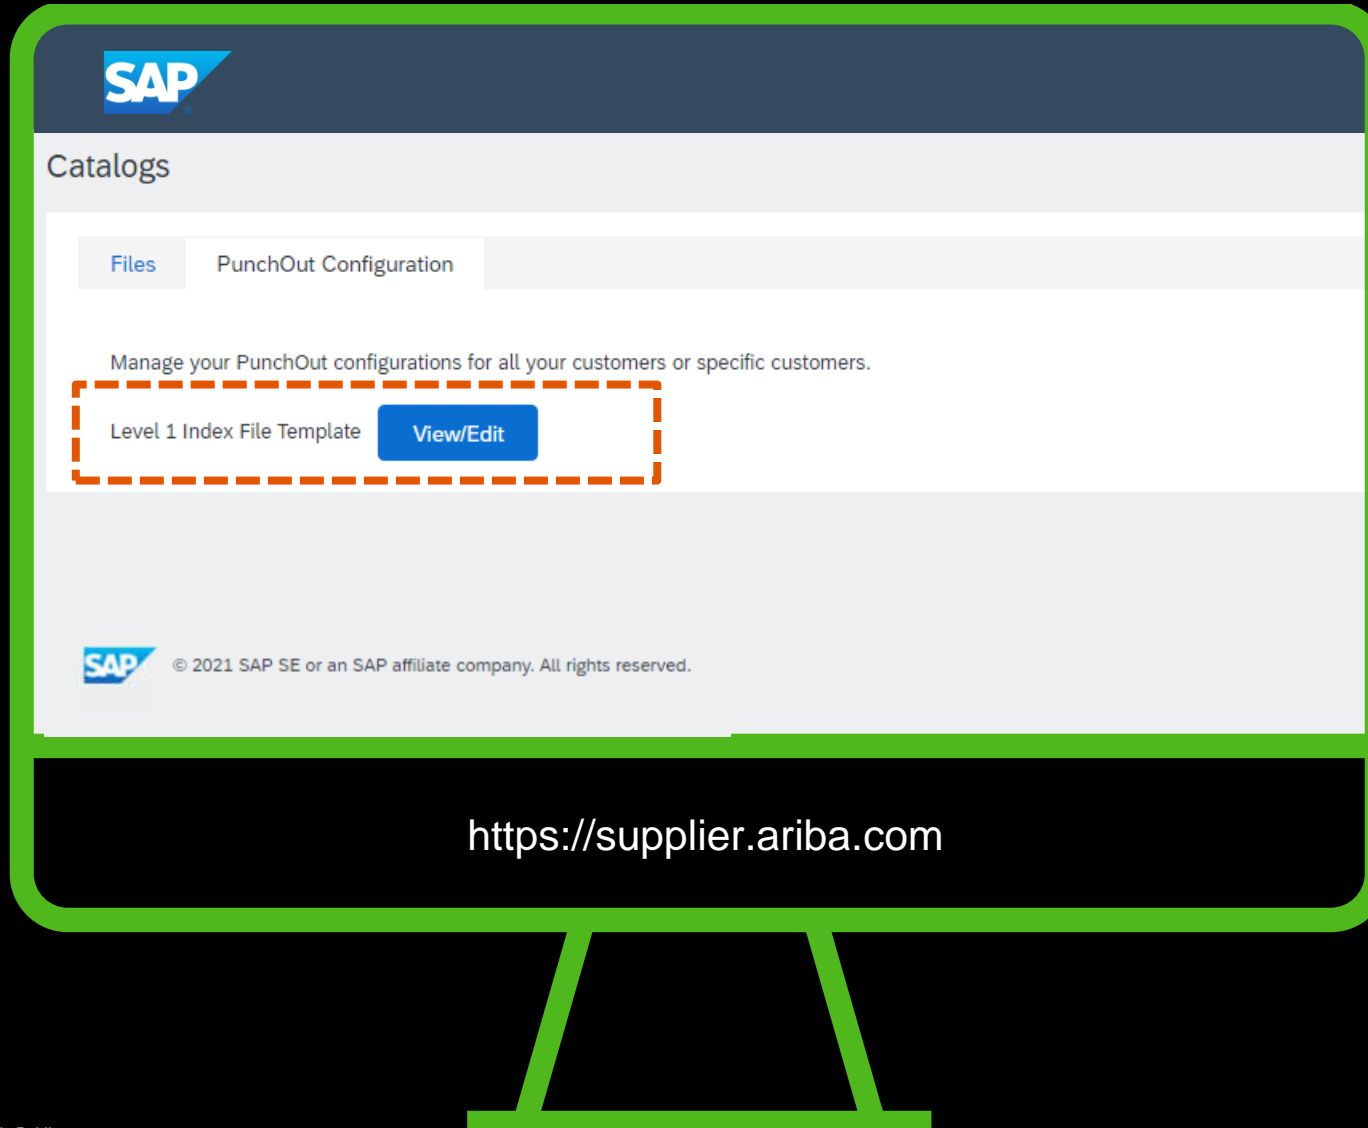 SAP
Catalogs
Files PunchOut Configuration
Manage your PunchOut configurations for all your customers or specific customers.
Level 1 Index File Template View/Edit
SAP © 2021 SAP SE or an SAP affiliate company. All rights reserved.
https://supplier.ariba.com